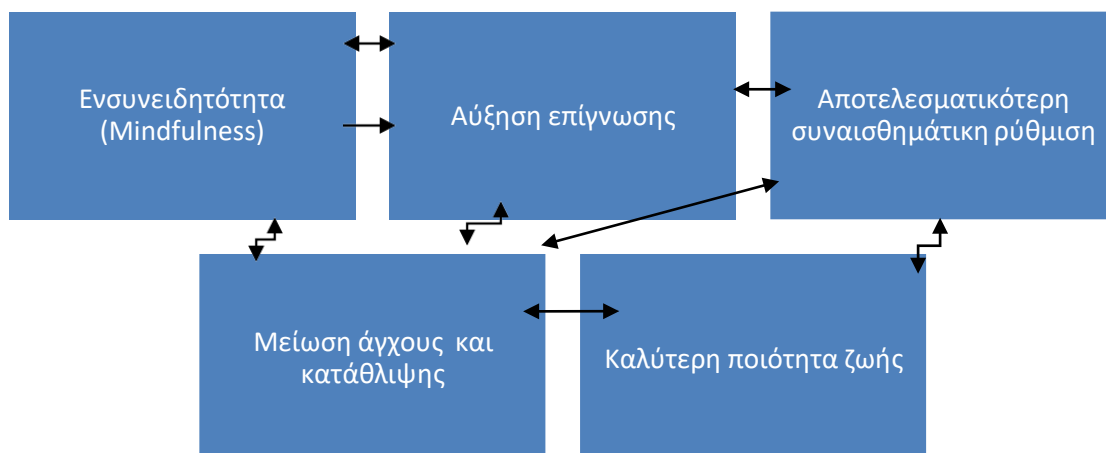 Ενσυνειδητότητα
(Mindfulness)
Αύξηση επίγνωσης
Αποτελεσματικότερη
συναισθημάτικη ρύθμιση
Μείωση άγχους και
κατάθλιψης
Καλύτερη ποιότητα ζωής